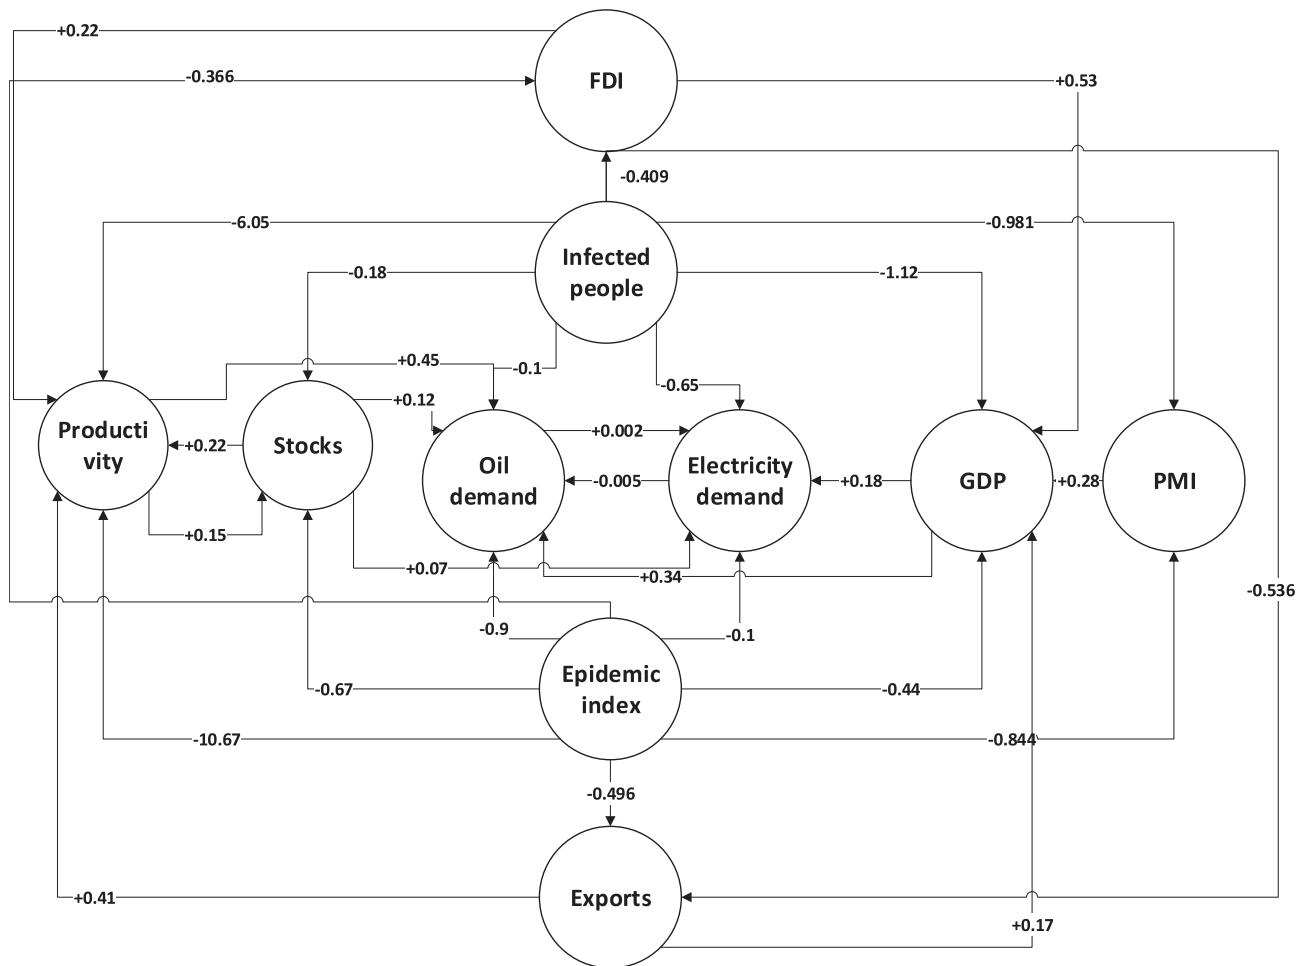 +0.22
-0.366
FDI
+0.53
-0.409
-6.05
-0.981
Infected
people
-0.18
-1.12
+0.45
-0.1
-0.65
+0.12
Producti
vity
+0.22
Stocks
+0.002
Oil
demand
-0.005
Electricity
demand
+0.18
GDP
+0.28
PMI
+0.15
+0.07
+0.34
-0.536
-0.9
-0.1
Epidemic
index
-0.67
-0.44
-10.67
-0.844
-0.496
Exports
+0.41
+0.17